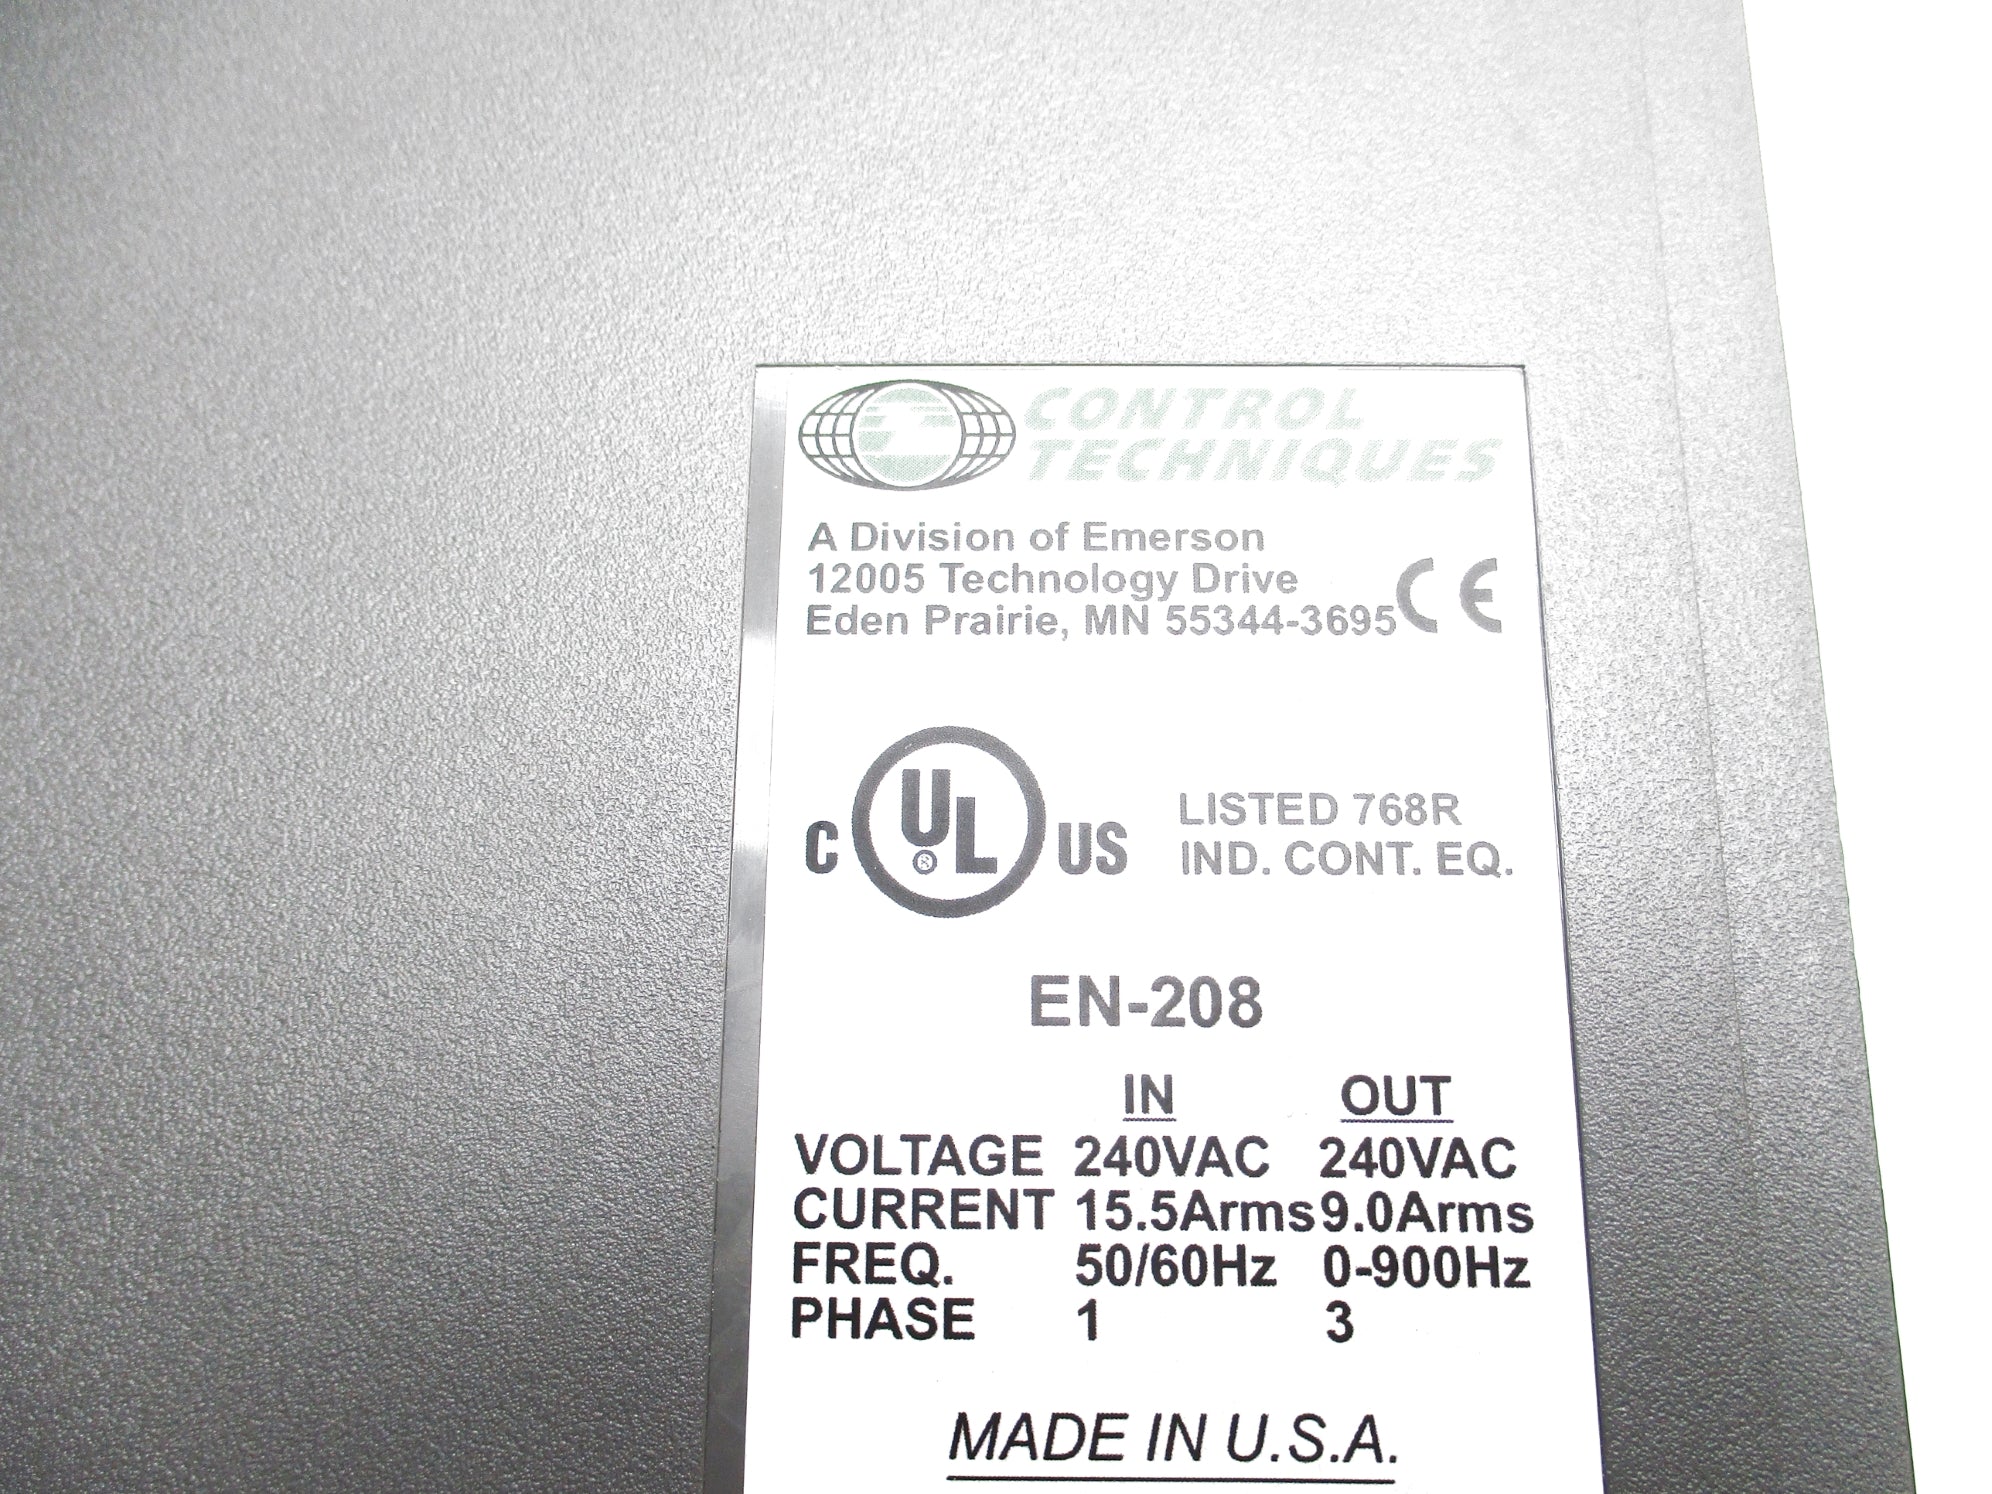 CONTROL
TECHNIQUES
A Division of Emerson
12005 Technology Drive
Eden Prairie, MN 55344-3695 CE
C UL ® US
LISTED 768R
IND. CONT. EQ.
EN-208
IN OUT
VOLTAGE 240VAC 240VAC
CURRENT 15.5Arms 9.0Arms
FREQ. 50/60Hz 0-900Hz
PHASE 1 3
MADE IN U.S.A.